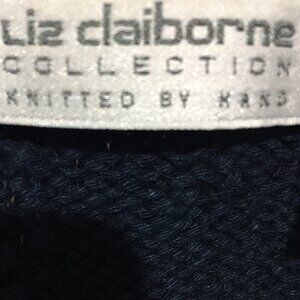 Liz claiborne
COLLECTION
KNITTED BY HAND